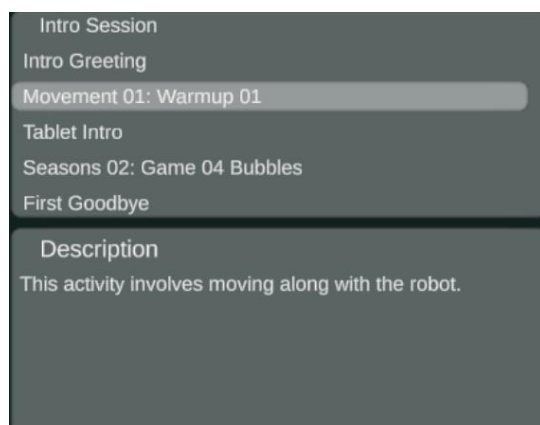 Intro Session
Intro Greeting
Movement 01: Warmup 01
Tablet Intro
Seasons 02: Game 04 Bubbles
First Goodbye
Description
This activity involves moving along with the robot.